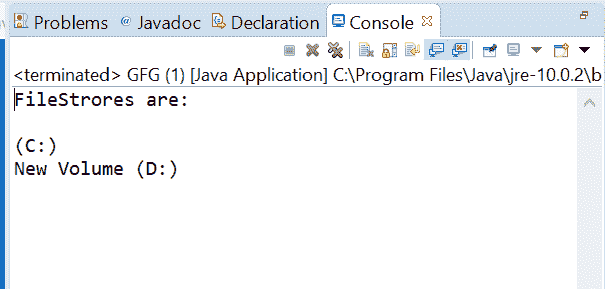 Problems @ Javadoc Declaration Console
<terminated> GFG (1) [Java Application] C:\Program Files\Java\jre-10.0.2\b
FileStrores are:
(C:)
New Volume (D:)